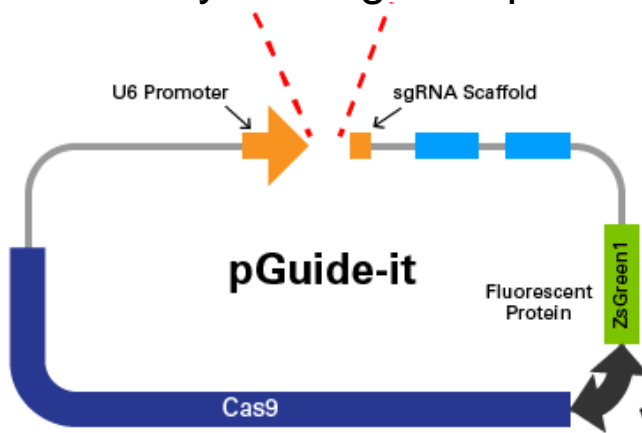 U6 Promoter
sgRNA Scaffold
pGuide-it
Fluorescent
Protein
ZsGreen1
Cas9